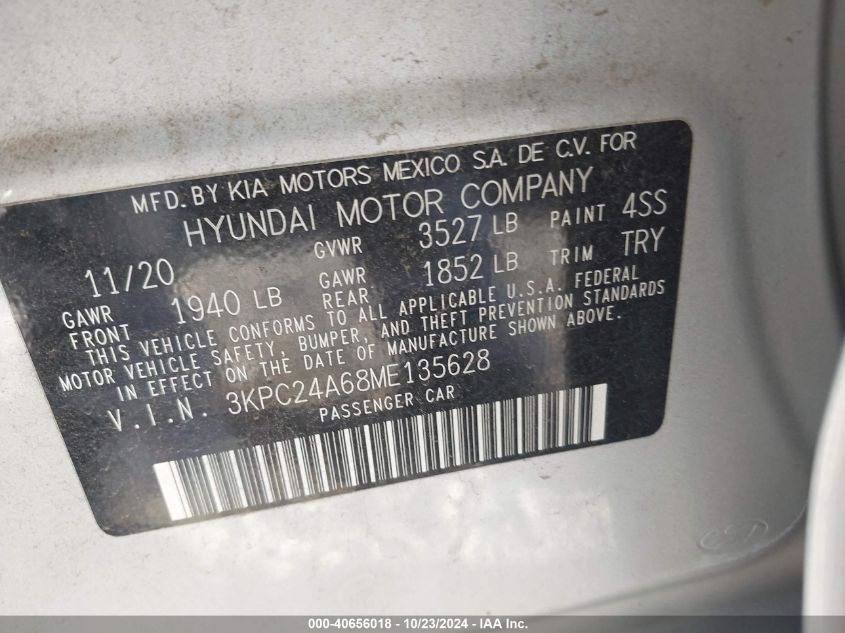 MFD. BY KIA MOTORS MEXICO S.A. DE C.V. FOR
HYUNDAI MOTOR COMPANY
11/20 GVWR 3527 LB PAINT 4SS
GAWR FRONT 1940 LB GAWR REAR 1852 LB TRIM TRY
THIS VEHICLE CONFORMS TO ALL APPLICABLE U.S.A. FEDERAL
MOTOR VEHICLE SAFETY, BUMPER, AND THEFT PREVENTION STANDARDS
IN EFFECT ON THE DATE OF MANUFACTURE SHOWN ABOVE.
V.I.N. 3KPC24A68ME135628
PASSENGER CAR
000-40656018 - 10/23/2024 - IAA Inc.